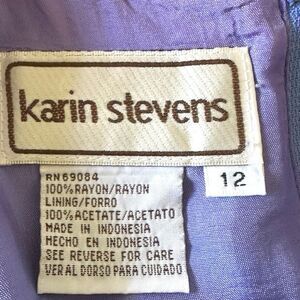 karin stevens
12
RN69084
100%RAYON/RAYON
LINING/FORRO
100%ACETATE/ACETATO
MADE IN INDONESIA
HECHO EN INDONESIA
SEE REVERSE FOR CARE
VER AL DORSO PARA CUIDADO